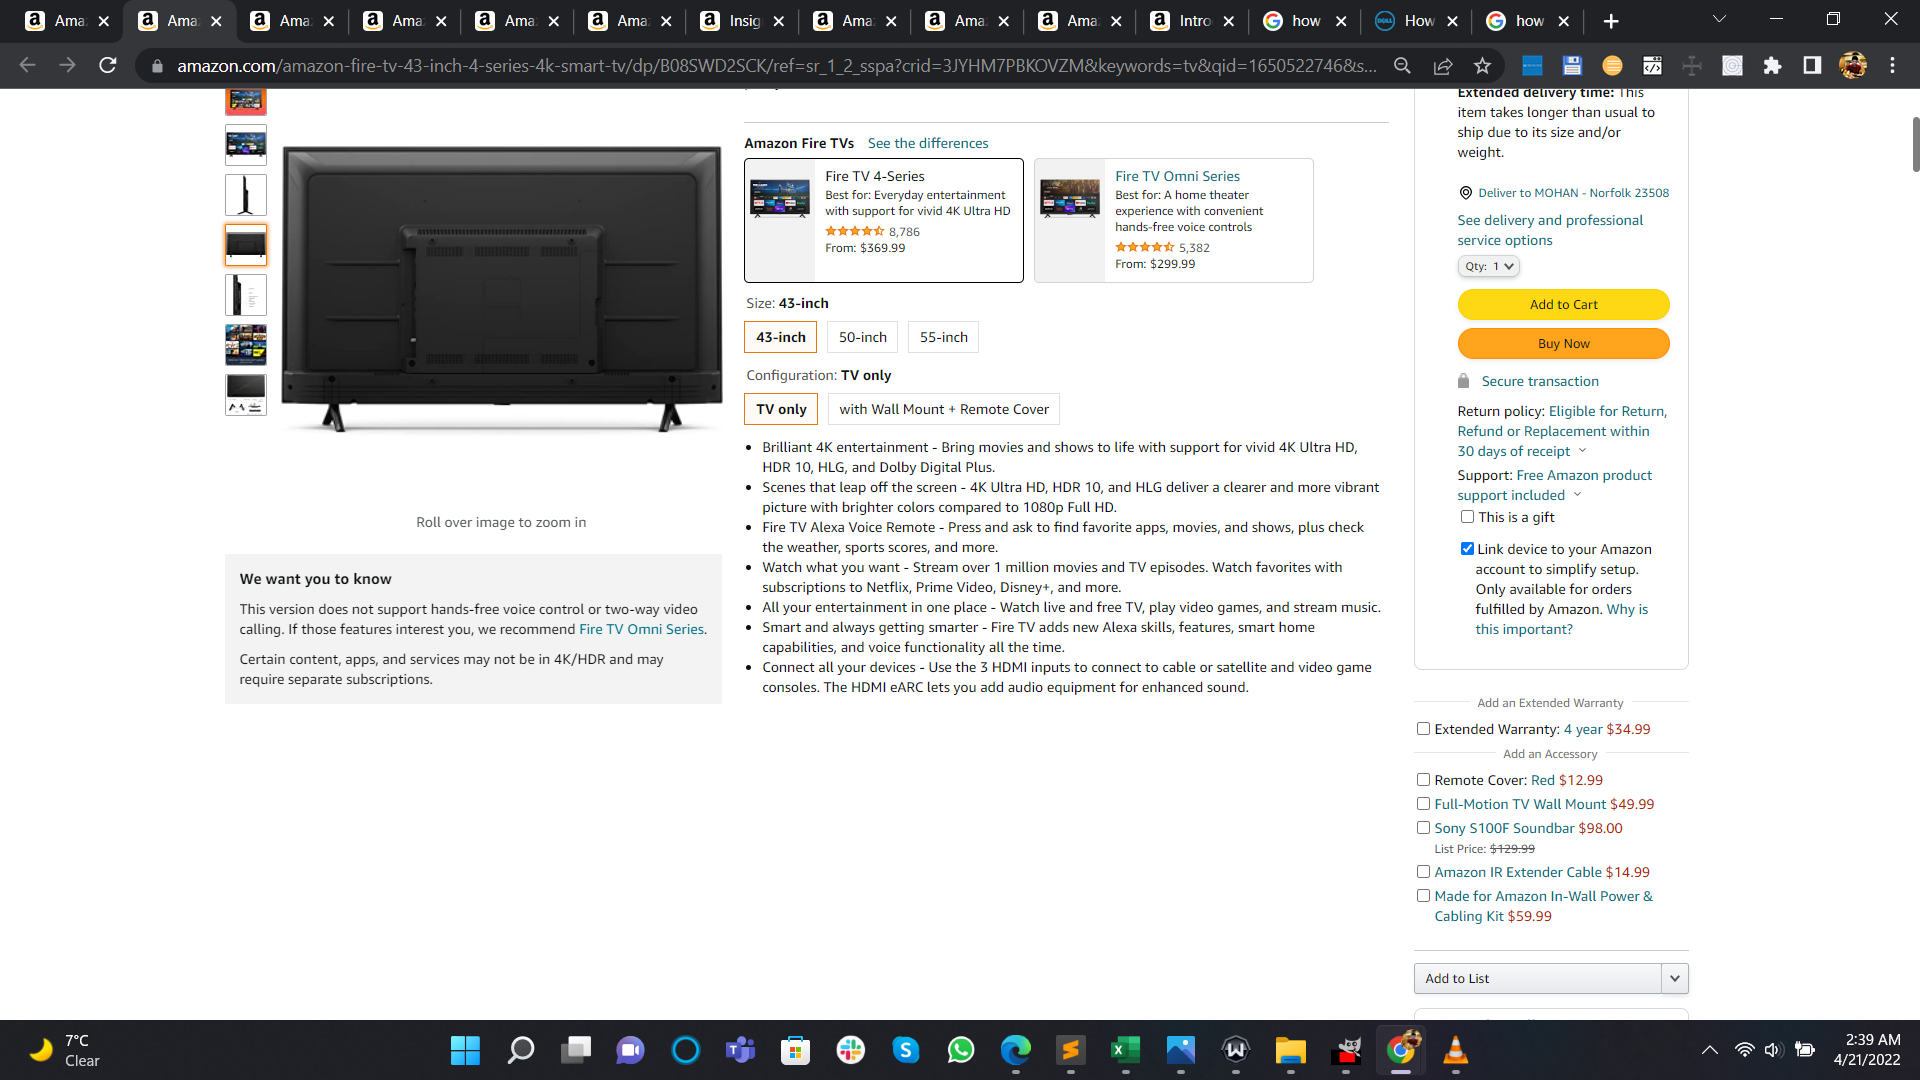 Ama
Ama
Ama
Ama
Ama
Ama
Insig
Ama
Ama
Ama
Intro
how
How
how
amazon.com/amazon-fire-tv-43-inch-4-series-4k-smart-tv/dp/B08SWD2SCK/ref=sr_1_2_sspa?crid=3JYHM7PBKOVZM&keywords=tv&qid=1650522746&s...
Amazon Fire TVs See the differences
Fire TV 4-Series
Best for: Everyday entertainment
with support for vivid 4K Ultra HD
8,786
From: $369.99
Fire TV Omni Series
Best for: A home theater
experience with convenient
hands-free voice controls
5,382
From: $299.99
Size: 43-inch
43-inch
50-inch
55-inch
Configuration: TV only
TV only
with Wall Mount + Remote Cover
• Brilliant 4K entertainment - Bring movies and shows to life with support for vivid 4K Ultra HD,
HDR 10, HLG, and Dolby Digital Plus.
• Scenes that leap off the screen - 4K Ultra HD, HDR 10, and HLG deliver a clearer and more vibrant
picture with brighter colors compared to 1080p Full HD.
• Fire TV Alexa Voice Remote - Press and ask to find favorite apps, movies, and shows, plus check
the weather, sports scores, and more.
• Watch what you want - Stream over 1 million movies and TV episodes. Watch favorites with
subscriptions to Netflix, Prime Video, Disney+, and more.
• All your entertainment in one place - Watch live and free TV, play video games, and stream music.
• Smart and always getting smarter - Fire TV adds new Alexa skills, features, smart home
capabilities, and voice functionality all the time.
• Connect all your devices - Use the 3 HDMI inputs to connect to cable or satellite and video game
consoles. The HDMI eARC lets you add audio equipment for enhanced sound.
Roll over image to zoom in
We want you to know
This version does not support hands-free voice control or two-way video
calling. If those features interest you, we recommend Fire TV Omni Series.
Certain content, apps, and services may not be in 4K/HDR and may
require separate subscriptions.
Extended delivery time: This
item takes longer than usual to
ship due to its size and/or
weight.
Deliver to MOHAN - Norfolk 23508
See delivery and professional
service options
Qty: 1
Add to Cart
Buy Now
Secure transaction
Return policy: Eligible for Return,
Refund or Replacement within
30 days of receipt
Support: Free Amazon product
support included
This is a gift
Link device to your Amazon
account to simplify setup.
Only available for orders
fulfilled by Amazon. Why is
this important?
Add an Extended Warranty
Extended Warranty: 4 year $34.99
Add an Accessory
Remote Cover: Red $12.99
Full-Motion TV Wall Mount $49.99
Sony S100F Soundbar $98.00
List Price: $129.99
Amazon IR Extender Cable $14.99
Made for Amazon In-Wall Power &
Cabling Kit $59.99
Add to List
7°C
Clear
2:39 AM
4/21/2022